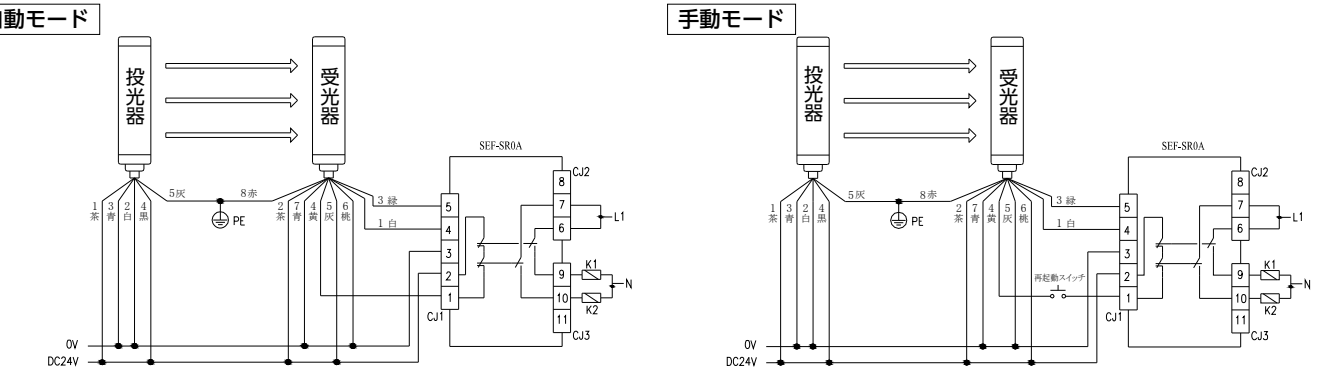 動モード
投光器
受光器
SEF-SR0A
CJ2
8
7
6
L1
9
10
11
K1
K2
N
CJ3
5
4
3
2
1
CJ1
5灰
8赤
PE
3 緑
1 白
1 茶
3 青
2 白
4 黒
2 茶
7 青
4 黄
5 灰
6 桃
0V
DC24V
手動モード
投光器
受光器
SEF-SR0A
CJ2
8
7
6
L1
9
10
11
K1
K2
N
CJ3
5
4
3
2
1
CJ1
5灰
8赤
PE
3 緑
1 白
1 茶
3 青
2 白
4 黒
2 茶
7 青
4 黄
5 灰
6 桃
再起動スイッチ
0V
DC24V